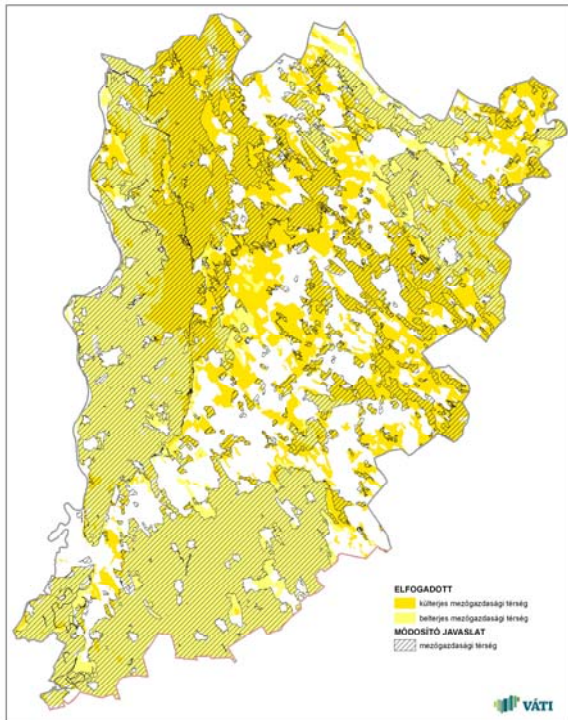 ELFOGADOTT
külterjes mezőgazdasági térség
belterjes mezőgazdasági térség
MÓDOSÍTÓ JAVASLAT
mezőgazdasági térség
VÁTI